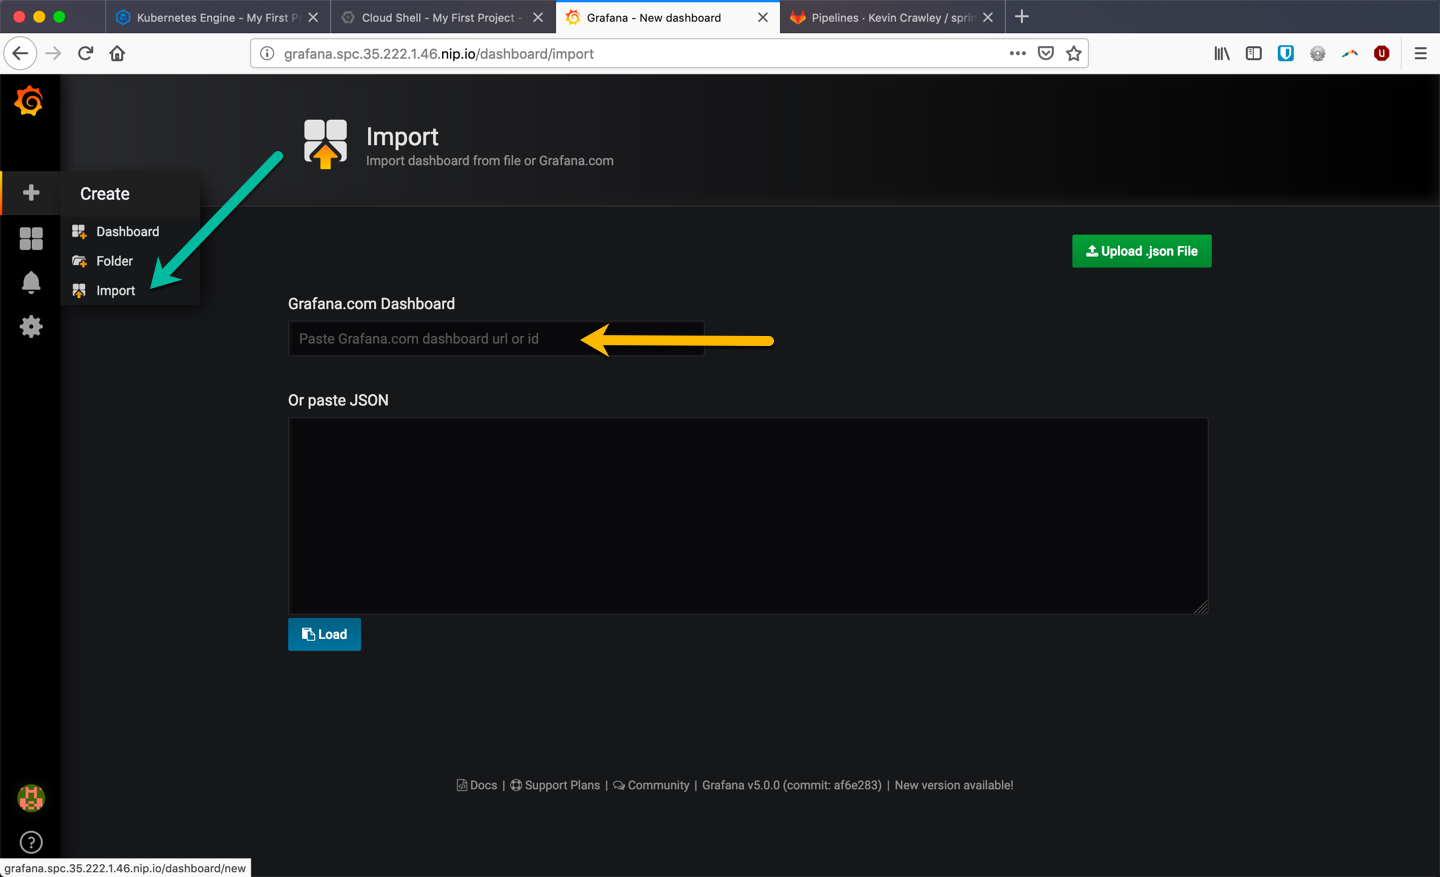 Kubernetes Engine - My First P
Cloud Shell - My First Project -
Grafana - New dashboard
Pipelines · Kevin Crawley / sprin
grafana.spc.35.222.1.46.nip.io/dashboard/import
Import
Import dashboard from file or Grafana.com
Create
Dashboard
Folder
Import
Upload .json File
Grafana.com Dashboard
Paste Grafana.com dashboard url or id
Or paste JSON
Load
Docs | Support Plans | Community | Grafana v5.0.0 (commit: af6e283) | New version available!
?
grafana.spc.35.222.1.46.nip.io/dashboard/new